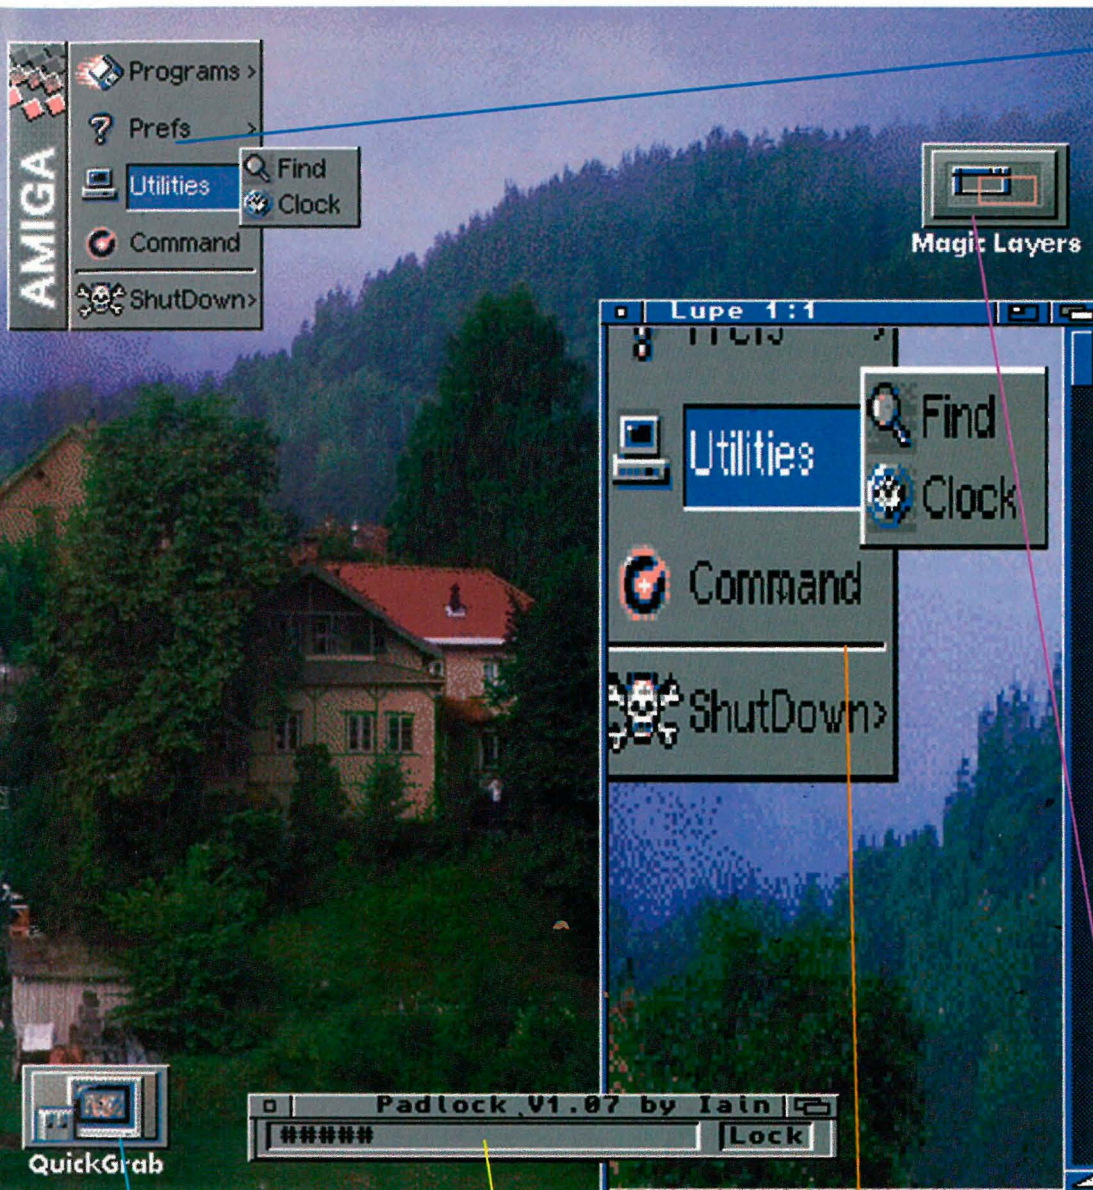 AMIGA
Programs >
Prefs >
Utilities
Find
Clock
Command
ShutDown>
Magic Layers
Lupe 1:1
Prefs >
Utilities
Find
Clock
Command
ShutDown>
QuickGrab
Padlock V1.07 by Iain
#####
Lock